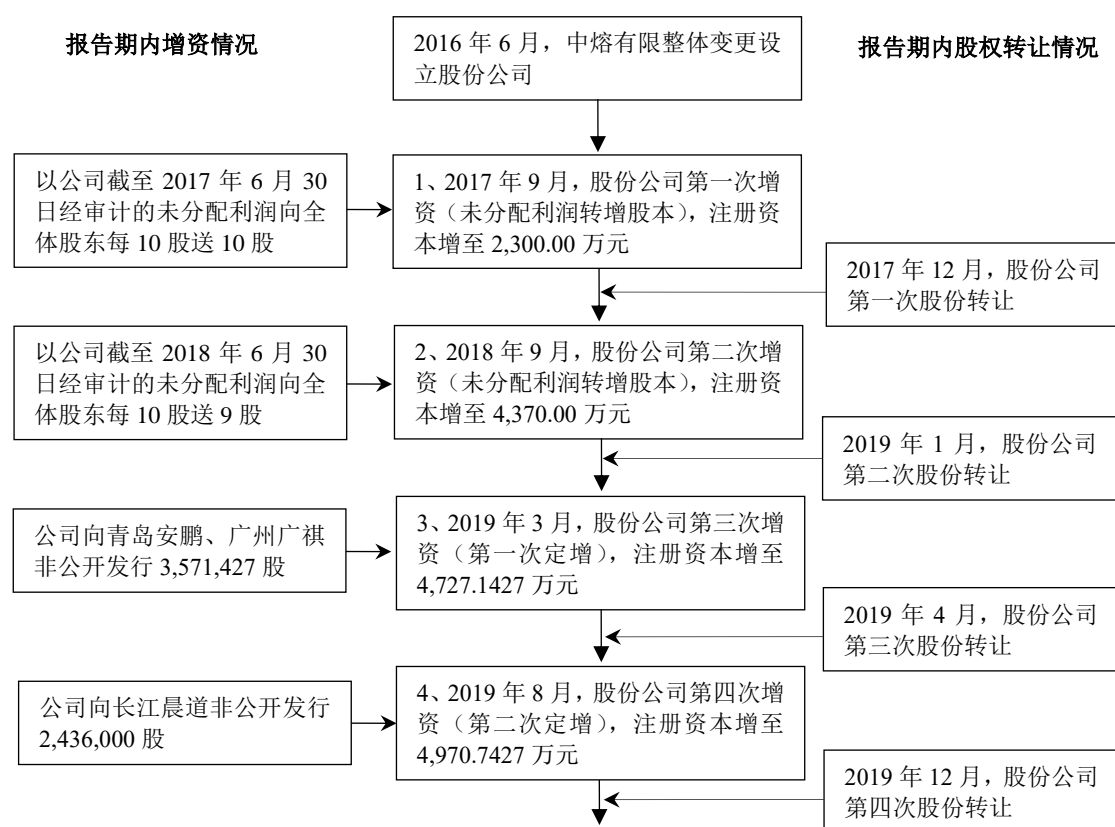 报告期内增资情况
2016 年 6 月，中熔有限整体变更设
立股份公司
报告期内股权转让情况
以公司截至 2017 年 6 月 30
日经审计的未分配利润向全
体股东每 10 股送 10 股
1、2017 年 9 月，股份公司第一次增
资（未分配利润转增股本），注册资
本增至 2,300.00 万元
2017 年 12 月，股份公司
第一次股份转让
以公司截至 2018 年 6 月 30
日经审计的未分配利润向全
体股东每 10 股送 9 股
2、2018 年 9 月，股份公司第二次增
资（未分配利润转增股本），注册资
本增至 4,370.00 万元
2019 年 1 月，股份公司
第二次股份转让
公司向青岛安鹏、广州广祺
非公开发行 3,571,427 股
3、2019 年 3 月，股份公司第三次增
资（第一次定增），注册资本增至
4,727.1427 万元
2019 年 4 月，股份公司
第三次股份转让
公司向长江晨道非公开发行
2,436,000 股
4、2019 年 8 月，股份公司第四次增
资（第二次定增），注册资本增至
4,970.7427 万元
2019 年 12 月，股份公司
第四次股份转让